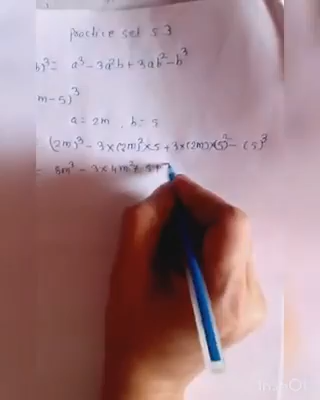 practice set 5.3
b)³ = a³ - 3a²b + 3ab² - b³
m - 5)³
a = 2m , b = 5
= (2m)³ - 3 × (2m)² × 5 + 3 × (2m) × (5)² - (5)³
= 8m³ - 3 × 4m² × 5 +